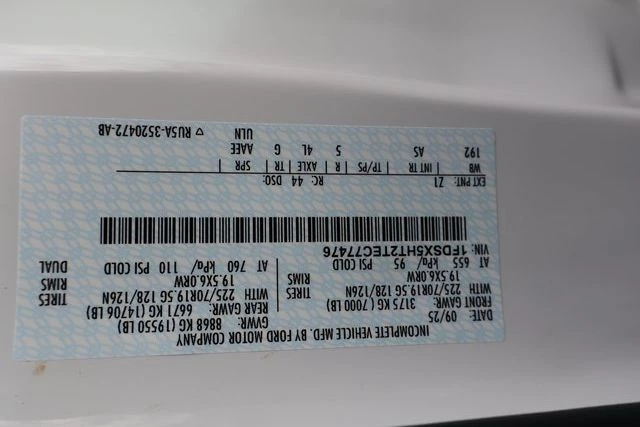 INCOMPLETE VEHICLE MFD. BY FORD MOTOR COMPANY
DATE: 09/25 GVWR: 8868 KG (19550 LB)
FRONT GAWR: 3175 KG (7000 LB) REAR GAWR: 6671 KG (14706 LB)
WITH 225/70R19.5G 128/126N TIRES WITH 225/70R19.5G 128/126N TIRES
19.5X6.0RW RIMS 19.5X6.0RW RIMS
AT 655 kPa/ 95 PSI COLD AT 760 kPa/ 110 PSI COLD DUAL
VIN: 1FDSX5HT2TEC77476
EXT PNT: Z1 RC: 44 DSO:
WB INT TR TP/PS R AXLE TR SPR
192 AS 5 4L G AAEE
ULN
▽ RU5A-3520472-AB